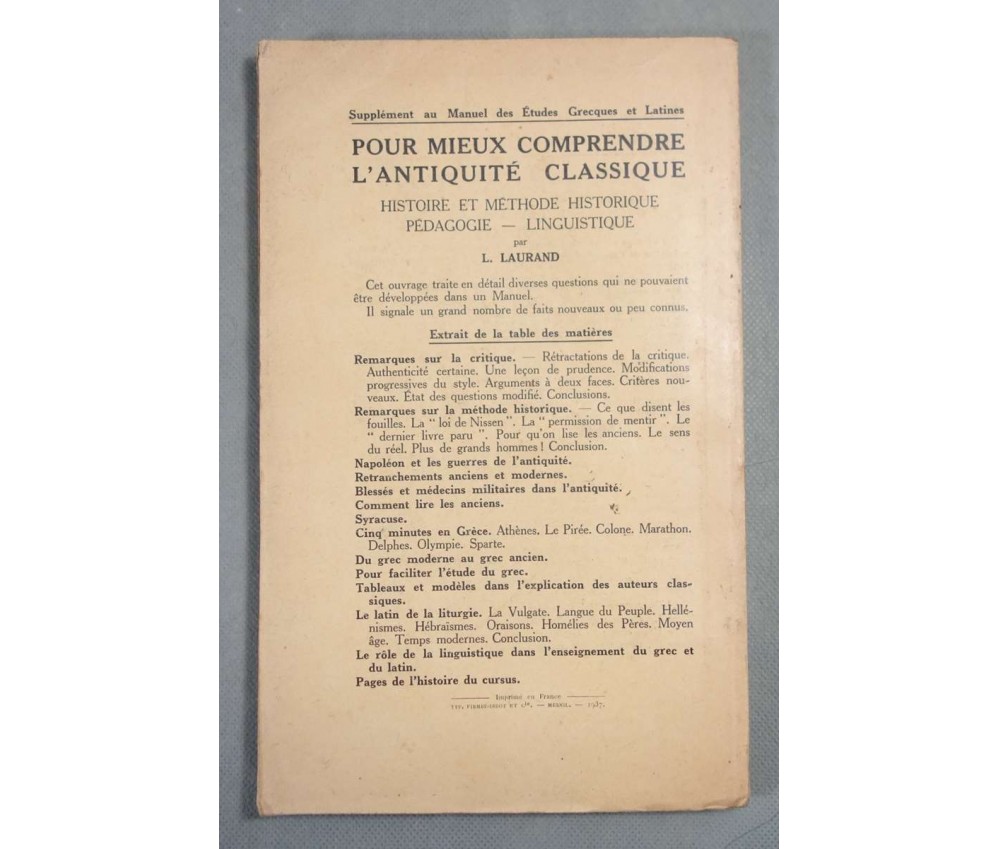 Supplément au Manuel des Études Grecques et Latines
POUR MIEUX COMPRENDRE
L'ANTIQUITÉ CLASSIQUE
HISTOIRE ET MÉTHODE HISTORIQUE
PÉDAGOGIE — LINGUISTIQUE
par
L. LAURAND
Cet ouvrage traite en détail diverses questions qui ne pouvaient
être développées dans un Manuel.
Il signale un grand nombre de faits nouveaux ou peu connus.
Extrait de la table des matières
Remarques sur la critique. — Rétractations de la critique.
Authenticité certaine. Une leçon de prudence. Modifications
progressives du style. Arguments à deux faces. Critères nou-
veaux. État des questions modifié. Conclusions.
Remarques sur la méthode historique. — Ce que disent les
fouilles. La “ loi de Nissen ”. La “ permission de mentir ”. Le
“ dernier livre paru ”. Pour qu'on lise les anciens. Le sens
du réel. Plus de grands hommes ! Conclusion.
Napoléon et les guerres de l'antiquité.
Retranchements anciens et modernes.
Blessés et médecins militaires dans l'antiquité.
Comment lire les anciens.
Syracuse.
Cinq minutes en Grèce. Athènes. Le Pirée. Colone. Marathon.
Delphes. Olympie. Sparte.
Du grec moderne au grec ancien.
Pour faciliter l'étude du grec.
Tableaux et modèles dans l'explication des auteurs clas-
siques.
Le latin de la liturgie. La Vulgate. Langue du Peuple. Hellé-
nismes. Hébraïsmes. Oraisons. Homélies des Pères. Moyen
âge. Temps modernes. Conclusion.
Le rôle de la linguistique dans l'enseignement du grec et
du latin.
Pages de l'histoire du cursus.
Imprimé en France
TYP. FIRMIN-DIDOT ET Cie. — MESNIL. — 1937.